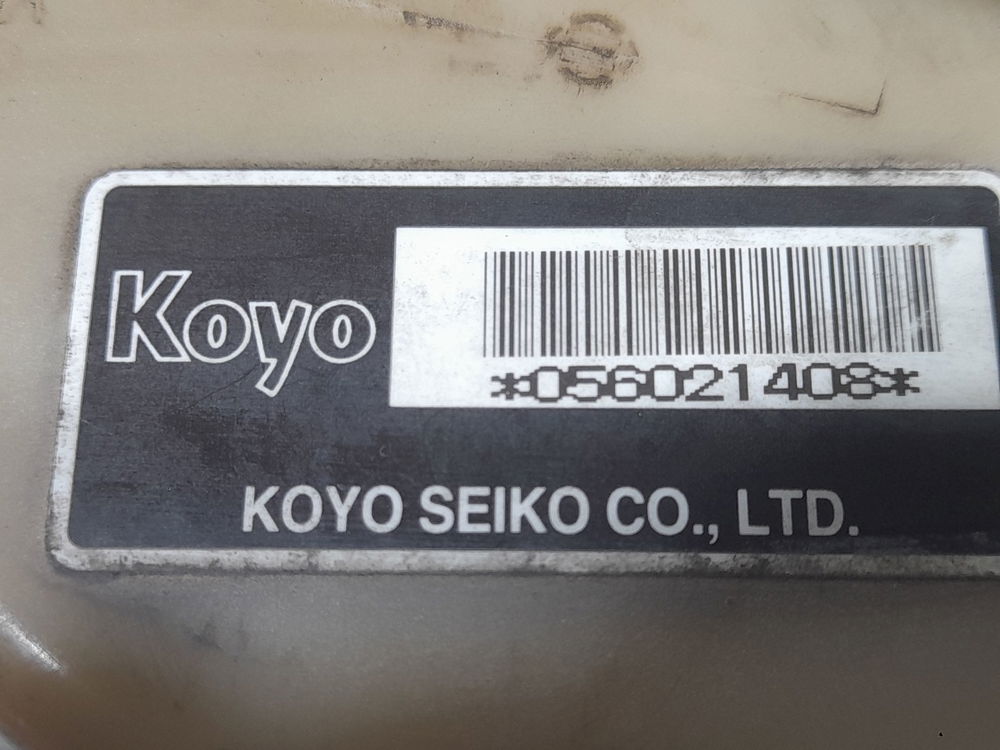 Koyo
*056021408*
KOYO SEIKO CO., LTD.